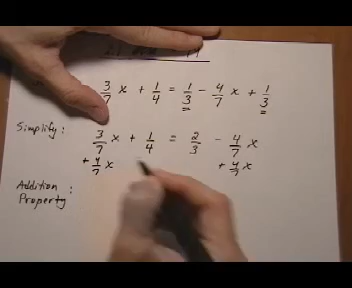 3/7 x + 1/4 = 1/3 - 4/7 x + 1/3
Simplify: 3/7 x + 1/4 = 2/3 - 4/7 x
+ 4/7 x + 4/7 x
Addition
Property: